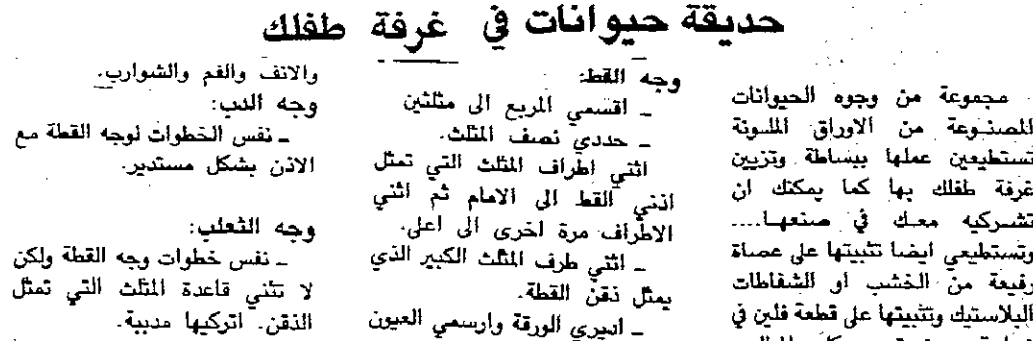 حديقة حيوانات في غرفة طفلك
مجموعة من وجوه الحيوانات
المصنوعة من الاوراق الملونة
تستطيعين عملها ببساطة وتزيين
غرفة طفلك بها كما يمكنك ان
تشركيه معك في صنعها....
وتستطيعي ايضا تثبيتها على عصاة
رفيعة من الخشب او الشفاطات
البلاستيك وتثبيتها على قطعة فلين في
وجه القط:
ـ اقسمي المربع الى مثلثين
ـ حددي نصف المثلث.
اثني اطراف المثلث التي تمثل
اذني القط الى الامام ثم اثني
الاطراف مرة اخرى الى اعلى.
ـ اثني طرف المثلث الكبير الذي
يمثل ذقن القطة.
ـ اديري الورقة وارسمي العيون
والانف والفم والشوارب.
وجه الدب:
ـ نفس الخطوات لوجه القطة مع
الاذن بشكل مستدير.
وجه الثعلب:
ـ نفس خطوات وجه القطة ولكن
لا تثني قاعدة المثلث التي تمثل
الذقن. اتركيها مدببة.